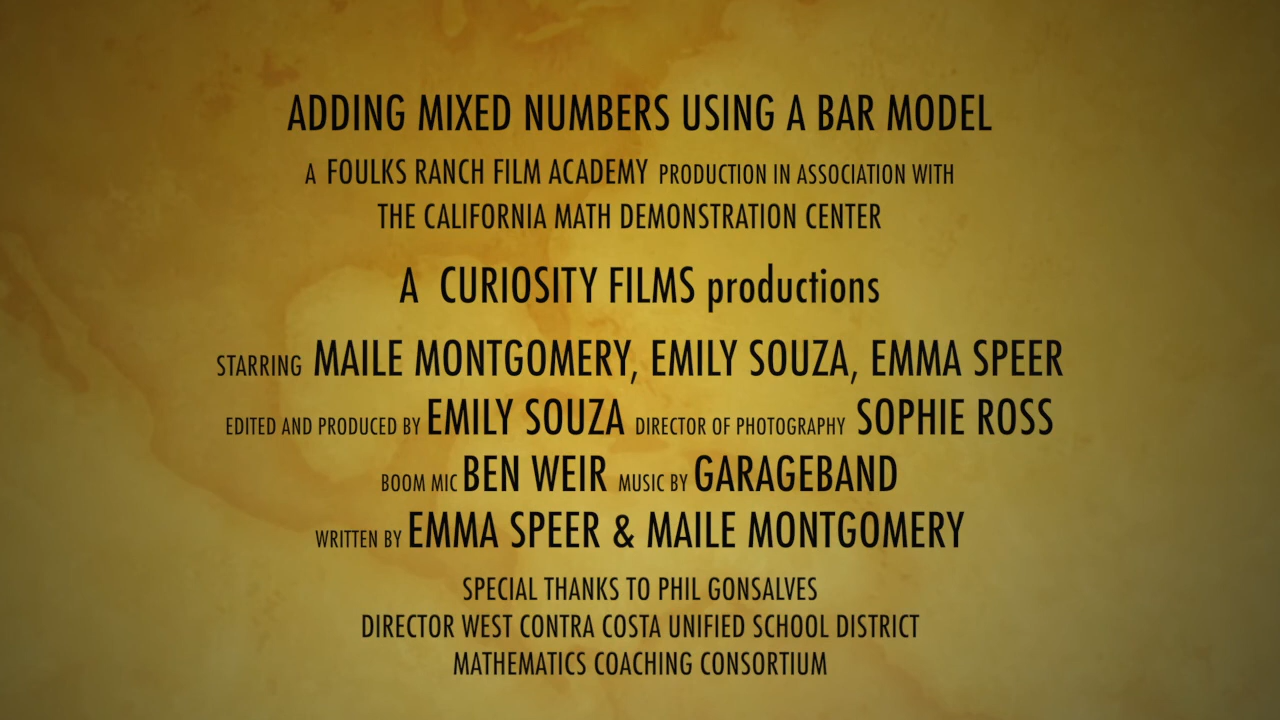 ADDING MIXED NUMBERS USING A BAR MODEL
A FOULKS RANCH FILM ACADEMY PRODUCTION IN ASSOCIATION WITH
THE CALIFORNIA MATH DEMONSTRATION CENTER
A CURIOSITY FILMS productions
STARRING MAILE MONTGOMERY, EMILY SOUZA, EMMA SPEER
EDITED AND PRODUCED BY EMILY SOUZA DIRECTOR OF PHOTOGRAPHY SOPHIE ROSS
BOOM MIC BEN WEIR MUSIC BY GARAGEBAND
WRITTEN BY EMMA SPEER & MAILE MONTGOMERY
SPECIAL THANKS TO PHIL GONSALVES
DIRECTOR WEST CONTRA COSTA UNIFIED SCHOOL DISTRICT
MATHEMATICS COACHING CONSORTIUM